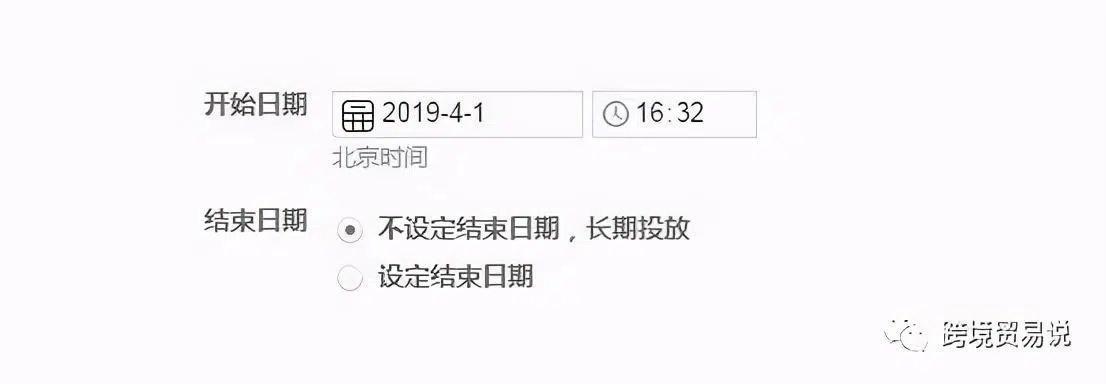 开始日期 2019-4-1 16:32
北京时间
结束日期 不设定结束日期，长期投放
设定结束日期
跨境贸易说